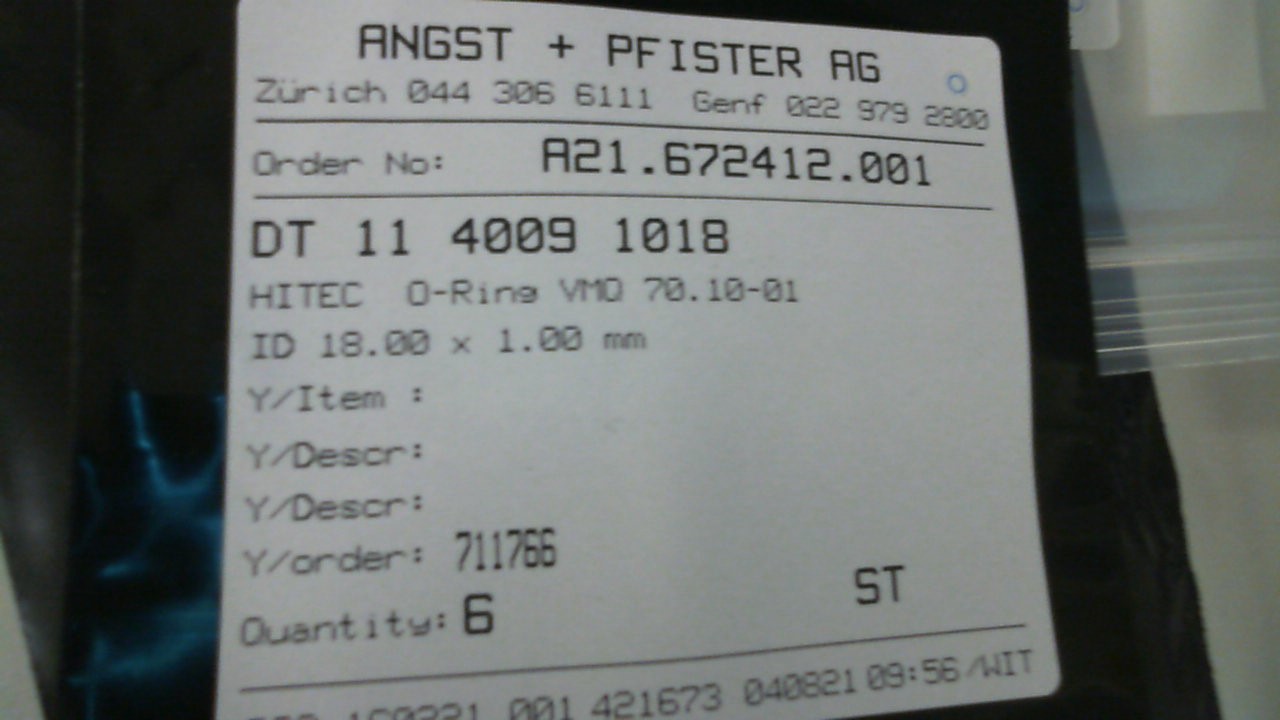 ANGST + PFISTER AG
Zürich 044 306 6111 Genf 022 979 2800
Order No: A21.672412.001
DT 11 4009 1018
HITEC O-Ring VMQ 70.10-01
ID 18.00 x 1.00 mm
Y/Item :
Y/Descr:
Y/Descr:
Y/order: 711766
Quantity: 6 ST
001 421673 040821 09:56 /WIT